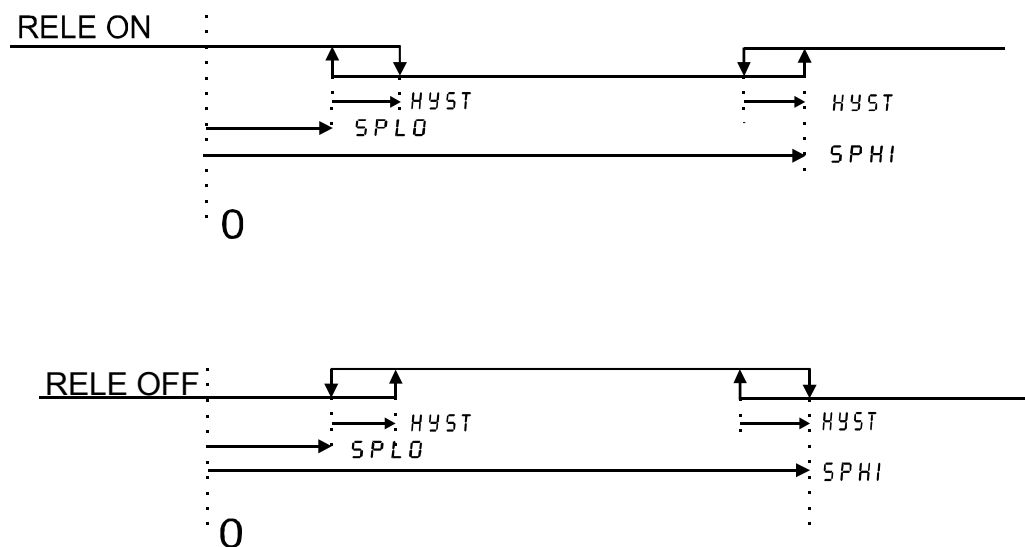 RELE ON
HYST
HYST
SPLO
SPHI
0
RELE OFF
HYST
HYST
SPLO
SPHI
0